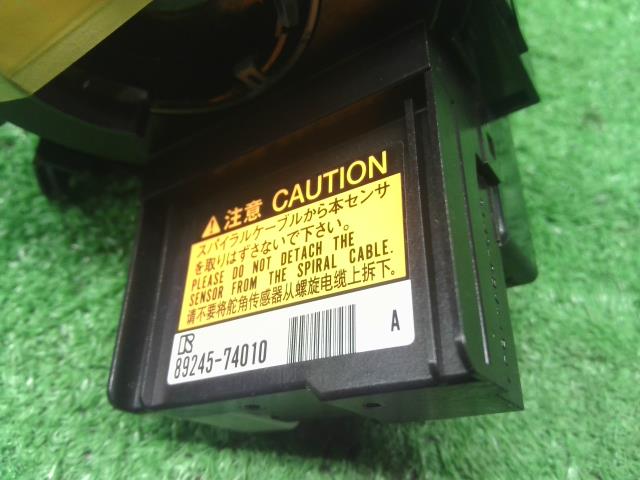 注意 CAUTION
スパイラルケーブルから本センサ
を取りはずさないで下さい。
PLEASE DO NOT DETACH THE
SENSOR FROM THE SPIRAL CABLE.
请不要将舵角传感器从螺旋电缆上拆下。
89245-74010
A